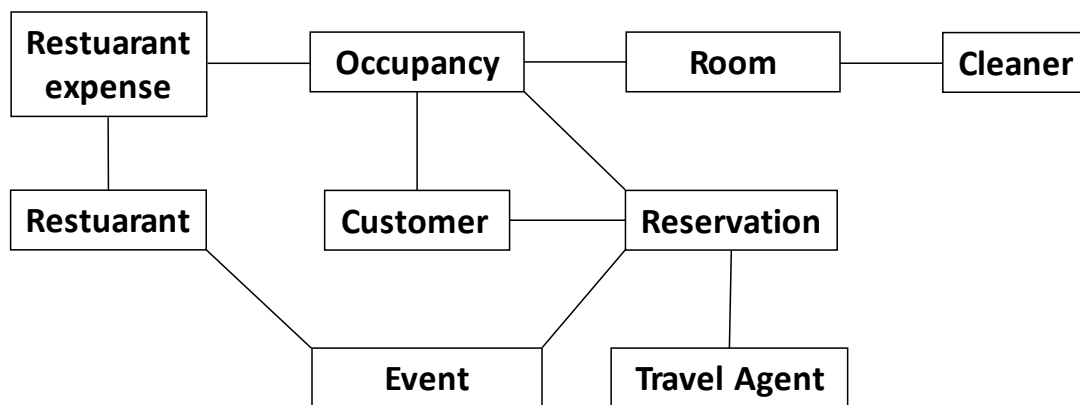 Restuarant
expense
Occupancy
Room
Cleaner
Restuarant
Customer
Reservation
Event
Travel Agent